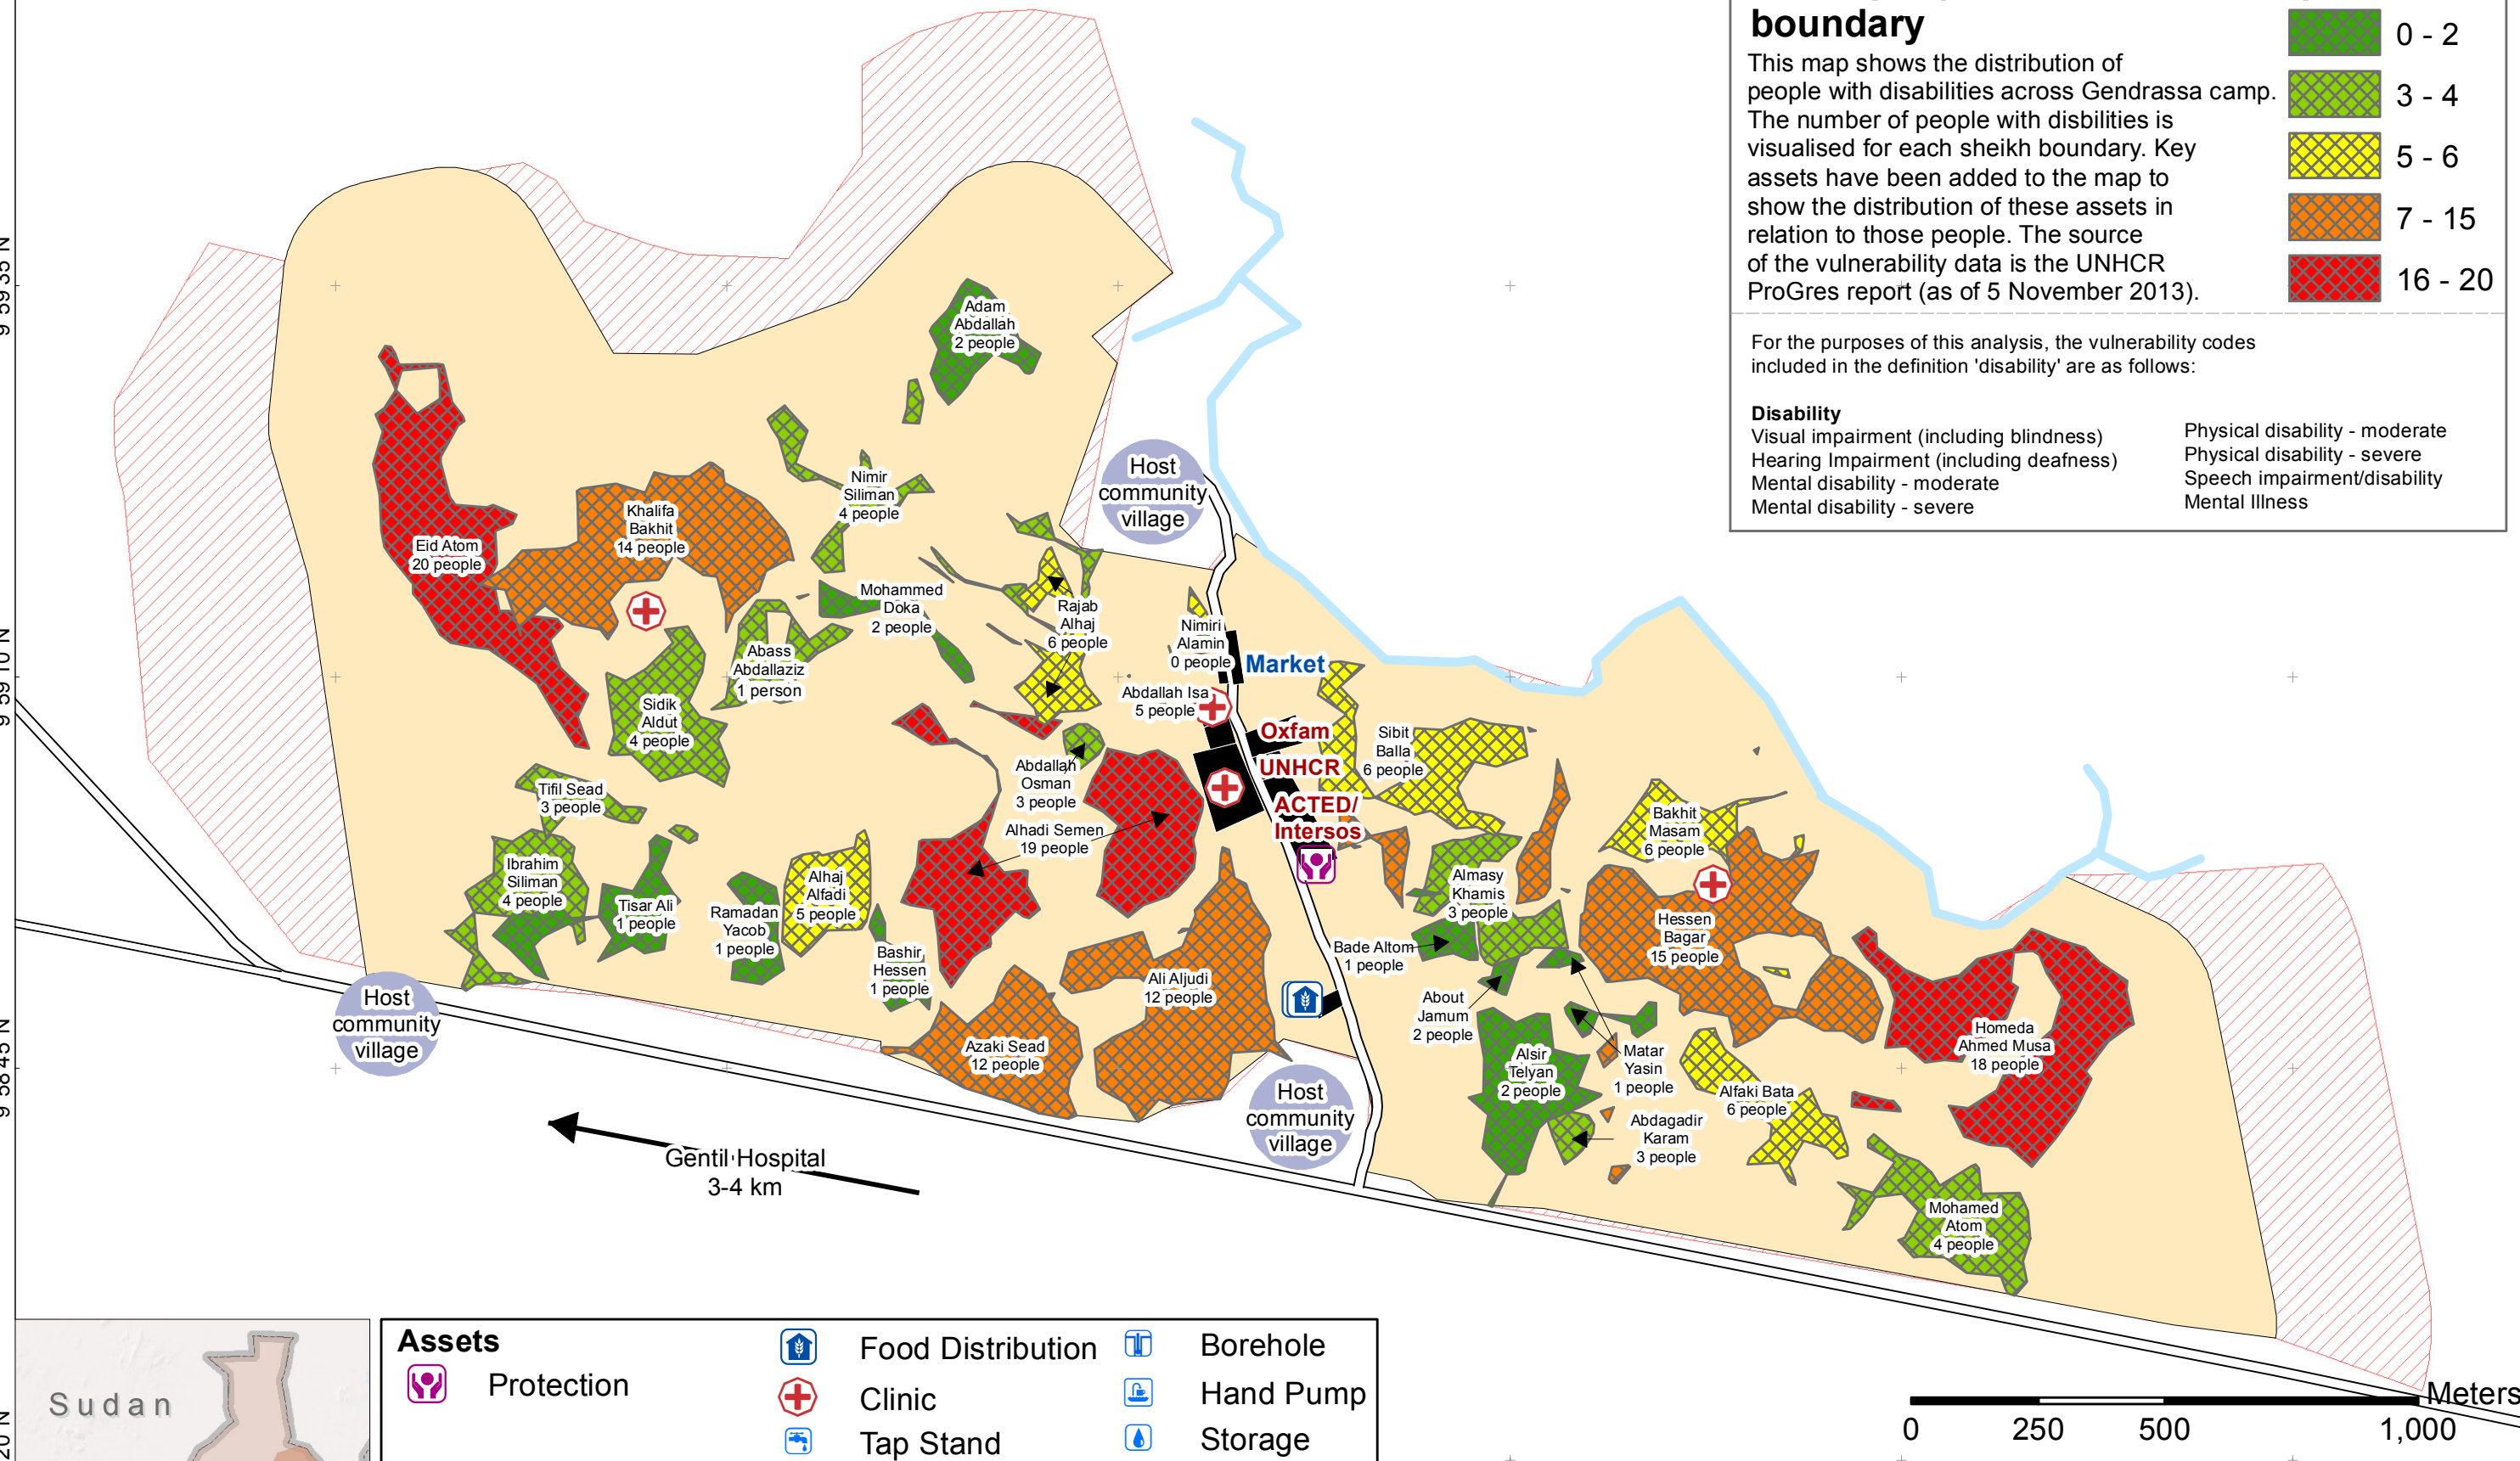 boundary
This map shows the distribution of
people with disabilities across Gendrassa camp.
The number of people with disbilities is
visualised for each sheikh boundary. Key
assets have been added to the map to
show the distribution of these assets in
relation to those people. The source
of the vulnerability data is the UNHCR
ProGres report (as of 5 November 2013).
0 - 2
3 - 4
5 - 6
7 - 15
16 - 20
For the purposes of this analysis, the vulnerability codes
included in the definition 'disability' are as follows:
Disability
Visual impairment (including blindness)
Hearing Impairment (including deafness)
Mental disability - moderate
Mental disability - severe
Physical disability - moderate
Physical disability - severe
Speech impairment/disability
Mental Illness
9 59 35 N
9 59 10 N
9 58 45 N
20 N
Adam
Abdallah
2 people
Nimir
Siliman
4 people
Host
community
village
Khalifa
Bakhit
14 people
Eid Atom
20 people
Mohammed
Doka
2 people
Rajab
Alhaj
6 people
Nimiri
Alamin
0 people
Market
Abass
Abdallaziz
1 person
Abdallah Isa
5 people
Sidik
Aldut
4 people
Oxfam
UNHCR
ACTED/
Intersos
Sibit
Balla
6 people
Abdallah
Osman
3 people
Tifil Sead
3 people
Alhadi Semen
19 people
Bakhit
Masam
6 people
Ibrahim
Siliman
4 people
Alhaj
Alfadi
5 people
Almasy
Khamis
3 people
Tisar Ali
1 people
Ramadan
Yacob
1 people
Hessen
Bagar
15 people
Bashir
Hessen
1 people
Bade Altom
1 people
Ali Aljudi
12 people
Host
community
village
About
Jamum
2 people
Azaki Sead
12 people
Homeda
Ahmed Musa
18 people
Alsir
Telyan
2 people
Matar
Yasin
1 people
Alfaki Bata
6 people
Host
community
village
Abdagadir
Karam
3 people
Gentil Hospital
3-4 km
Mohamed
Atom
4 people
Sudan
Assets
Protection
Food Distribution
Clinic
Tap Stand
Borehole
Hand Pump
Storage
Meters
0 250 500 1,000